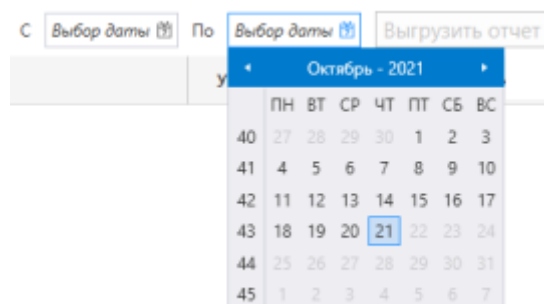 С Выбор даты По Выбор даты Выгрузить отчет
У
Октябрь - 2021
ПН ВТ СР ЧТ ПТ СБ ВС
40 27 28 29 30 1 2 3
41 4 5 6 7 8 9 10
42 11 12 13 14 15 16 17
43 18 19 20 21 22 23 24
44 25 26 27 28 29 30 31
45 1 2 3 4 5 6 7